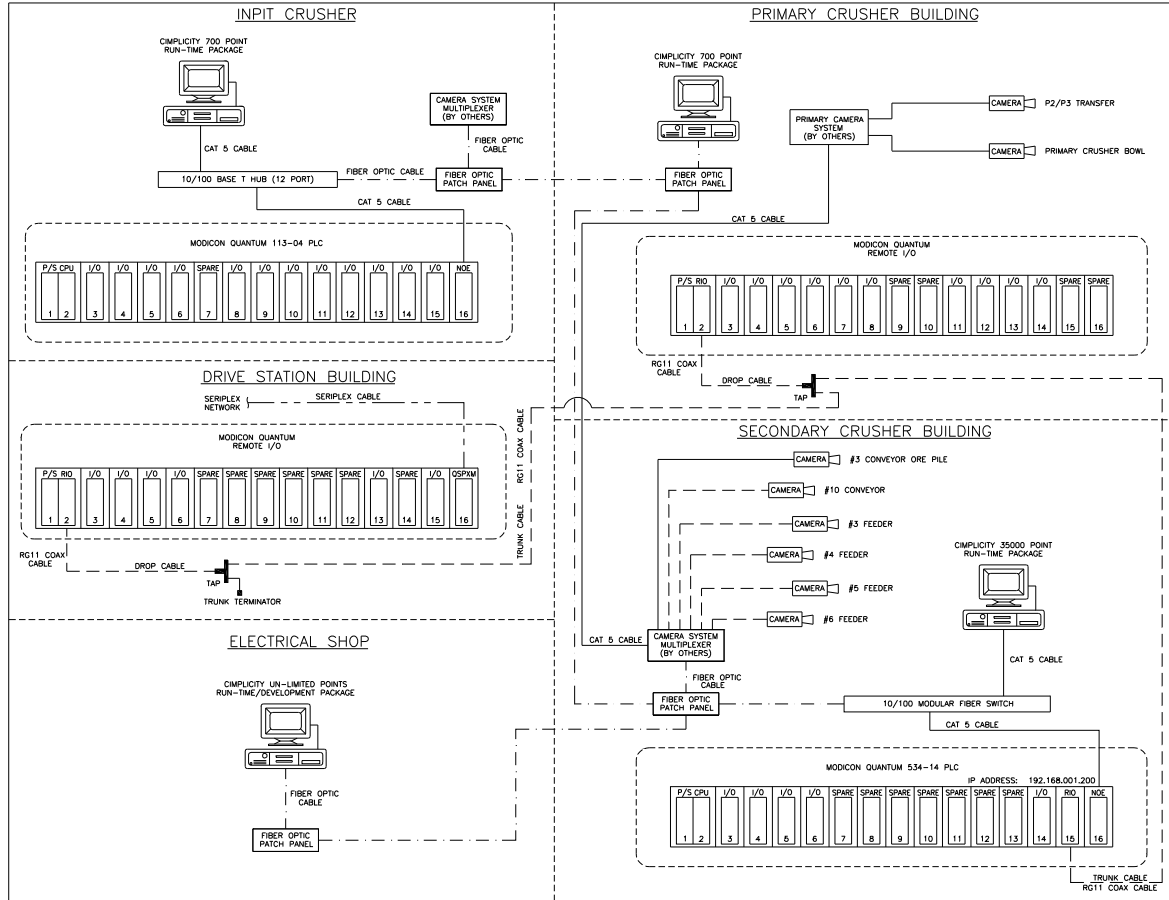 INPIT CRUSHER
CIMPLICITY 700 POINT
RUN-TIME PACKAGE
CAMERA SYSTEM
MULTIPLEXER
(BY OTHERS)
FIBER OPTIC
CABLE
CAT 5 CABLE
10/100 BASE T HUB (12 PORT)
FIBER OPTIC CABLE
FIBER OPTIC
PATCH PANEL
CAT 5 CABLE
MODICON QUANTUM 113-04 PLC
P/S CPU I/O I/O I/O I/O SPARE I/O I/O I/O I/O I/O I/O I/O I/O NOE
1 2 3 4 5 6 7 8 9 10 11 12 13 14 15 16
PRIMARY CRUSHER BUILDING
CIMPLICITY 700 POINT
RUN-TIME PACKAGE
FIBER OPTIC
PATCH PANEL
PRIMARY CAMERA
SYSTEM
(BY OTHERS)
CAMERA P2/P3 TRANSFER
CAMERA PRIMARY CRUSHER BOWL
CAT 5 CABLE
MODICON QUANTUM
REMOTE I/O
P/S RIO I/O I/O I/O I/O I/O I/O SPARE SPARE I/O I/O I/O I/O SPARE SPARE
1 2 3 4 5 6 7 8 9 10 11 12 13 14 15 16
RG11 COAX
CABLE
DROP CABLE
TAP
DRIVE STATION BUILDING
SERIPLEX
NETWORK
SERIPLEX CABLE
MODICON QUANTUM
REMOTE I/O
P/S RIO I/O I/O I/O I/O SPARE SPARE SPARE SPARE SPARE SPARE I/O SPARE I/O QSPXM
1 2 3 4 5 6 7 8 9 10 11 12 13 14 15 16
RG11 COAX
CABLE
DROP CABLE
TAP
TRUNK TERMINATOR
TRUNK CABLE RG11 COAX CABLE
SECONDARY CRUSHER BUILDING
CAMERA #3 CONVEYOR ORE PILE
CAMERA #10 CONVEYOR
CAMERA #3 FEEDER
CAMERA #4 FEEDER
CAMERA #5 FEEDER
CAMERA #6 FEEDER
CIMPLICITY 35000 POINT
RUN-TIME PACKAGE
CAT 5 CABLE
CAMERA SYSTEM
MULTIPLEXER
(BY OTHERS)
FIBER OPTIC
CABLE
FIBER OPTIC
PATCH PANEL
CAT 5 CABLE
10/100 MODULAR FIBER SWITCH
CAT 5 CABLE
MODICON QUANTUM 534-14 PLC
IP ADDRESS: 192.168.001.200
P/S CPU I/O I/O I/O I/O SPARE SPARE SPARE SPARE SPARE SPARE SPARE I/O RIO NOE
1 2 3 4 5 6 7 8 9 10 11 12 13 14 15 16
TRUNK CABLE
RG11 COAX CABLE
ELECTRICAL SHOP
CIMPLICITY UN-LIMITED POINTS
RUN-TIME/DEVELOPMENT PACKAGE
FIBER OPTIC
CABLE
FIBER OPTIC
PATCH PANEL